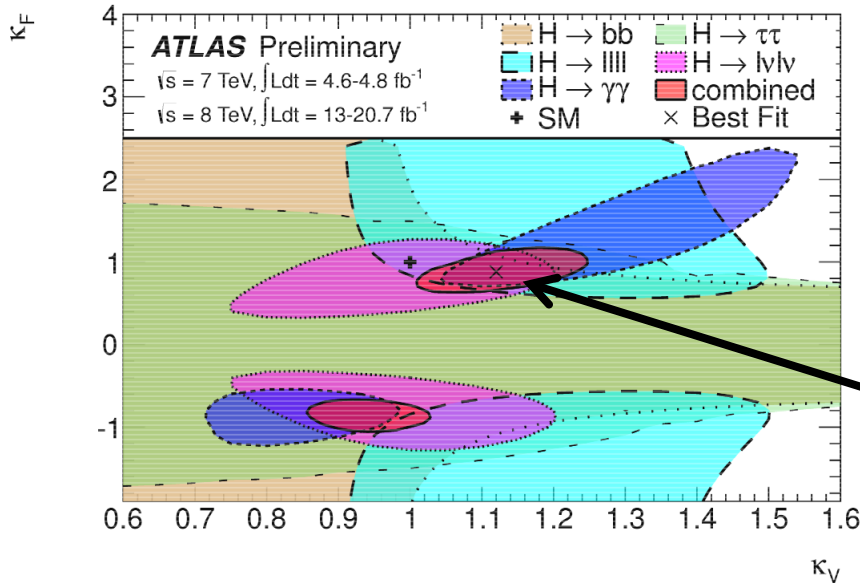 κ_F
4
3
2
1
0
-1
ATLAS Preliminary
√s = 7 TeV, ∫Ldt = 4.6-4.8 fb⁻¹
√s = 8 TeV, ∫Ldt = 13-20.7 fb⁻¹
H → bb
H → ττ
H → llll
H → lνlν
H → γγ
combined
SM
Best Fit
0.6 0.7 0.8 0.9 1 1.1 1.2 1.3 1.4 1.5 1.6
κ_V